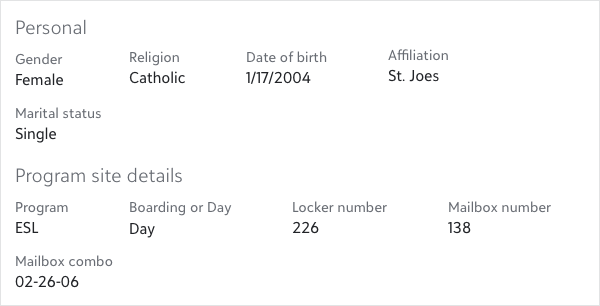 Personal
Gender Religion Date of birth Affiliation
Female Catholic 1/17/2004 St. Joes
Marital status
Single
Program site details
Program Boarding or Day Locker number Mailbox number
ESL Day 226 138
Mailbox combo
02-26-06